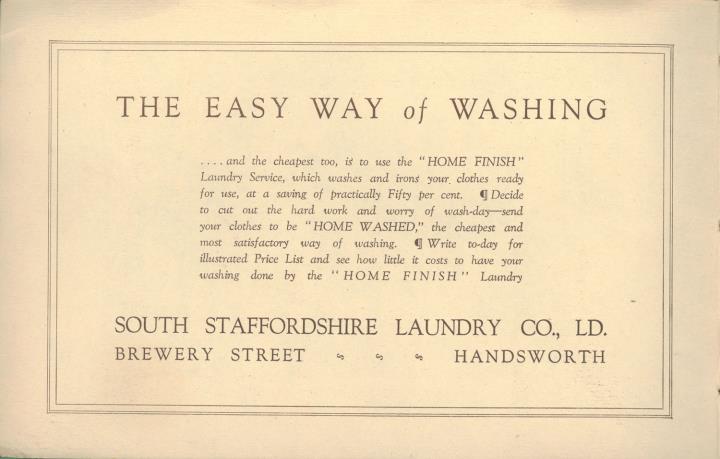 THE EASY WAY of WASHING
....and the cheapest too, is to use the "HOME FINISH"
Laundry Service, which washes and irons your clothes ready
for use, at a saving of practically Fifty per cent. ¶ Decide
to cut out the hard work and worry of wash-day—send
your clothes to be "HOME WASHED," the cheapest and
most satisfactory way of washing. ¶ Write to-day for
illustrated Price List and see how little it costs to have your
washing done by the "HOME FINISH" Laundry
SOUTH STAFFORDSHIRE LAUNDRY CO., LD.
BREWERY STREET HANDSWORTH